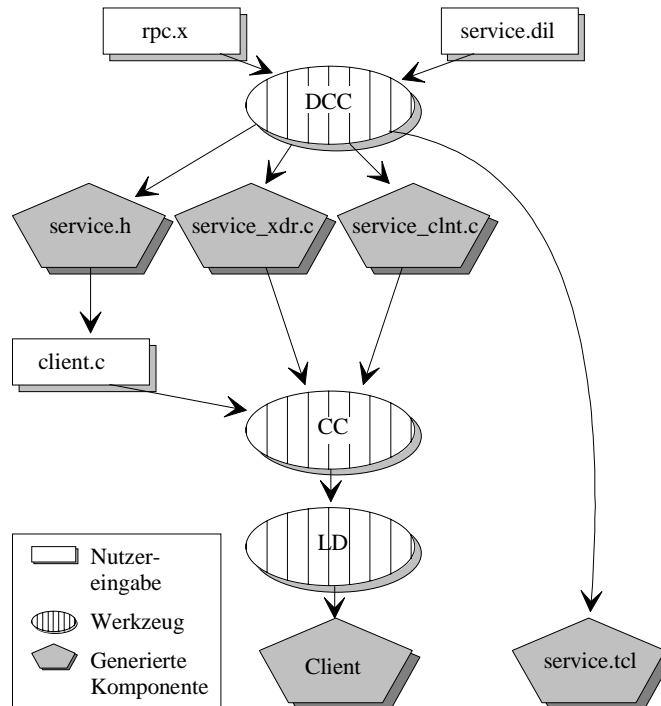 rpc.x
service.dil
DCC
service.h
service_xdr.c
service_clnt.c
client.c
CC
LD
Nutzer-
eingabe
Werkzeug
Generierte
Komponente
Client
service.tcl